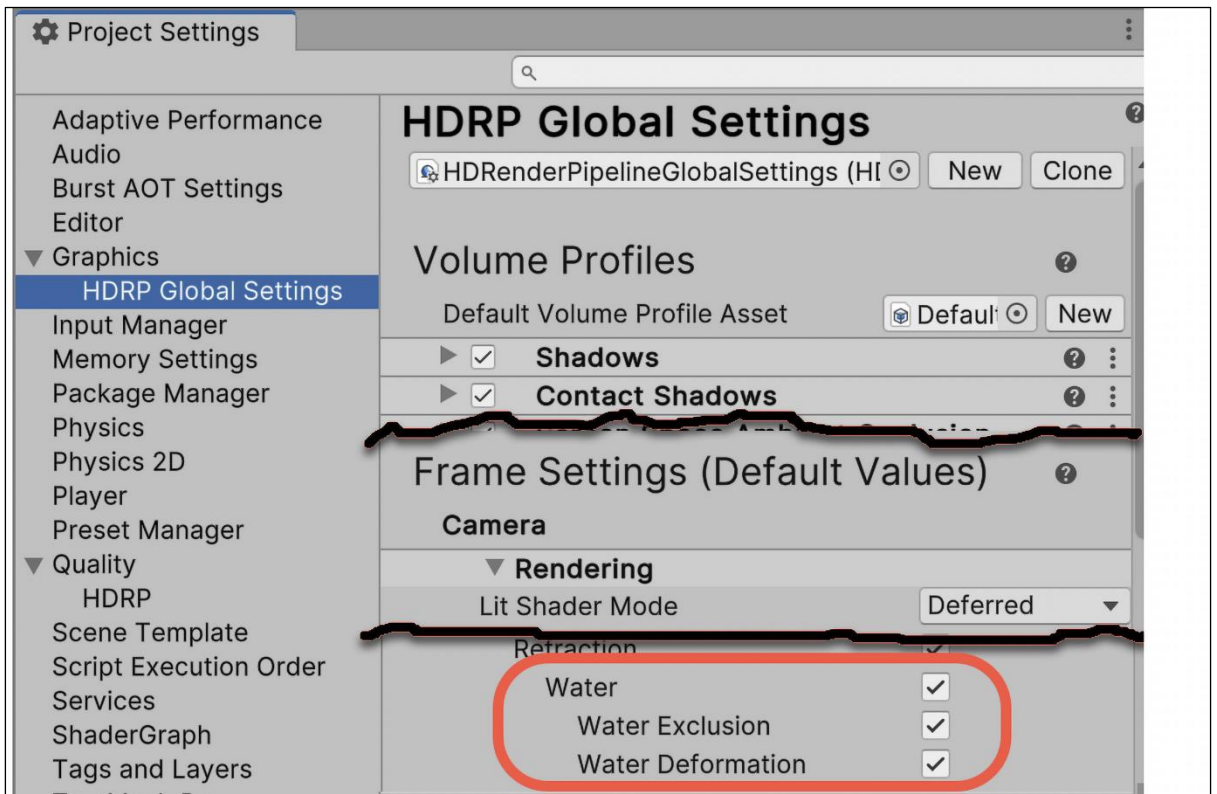 Project Settings
Adaptive Performance
Audio
Burst AOT Settings
Editor
Graphics
HDRP Global Settings
Input Manager
Memory Settings
Package Manager
Physics
Physics 2D
Player
Preset Manager
Quality
HDRP
Scene Template
Script Execution Order
Services
ShaderGraph
Tags and Layers
HDRP Global Settings
HDRenderPipelineGlobalSettings (HD New Clone
Volume Profiles
Default Volume Profile Asset Default New
Shadows
Contact Shadows
Frame Settings (Default Values)
Camera
Rendering
Lit Shader Mode Deferred
Water
Water Exclusion
Water Deformation